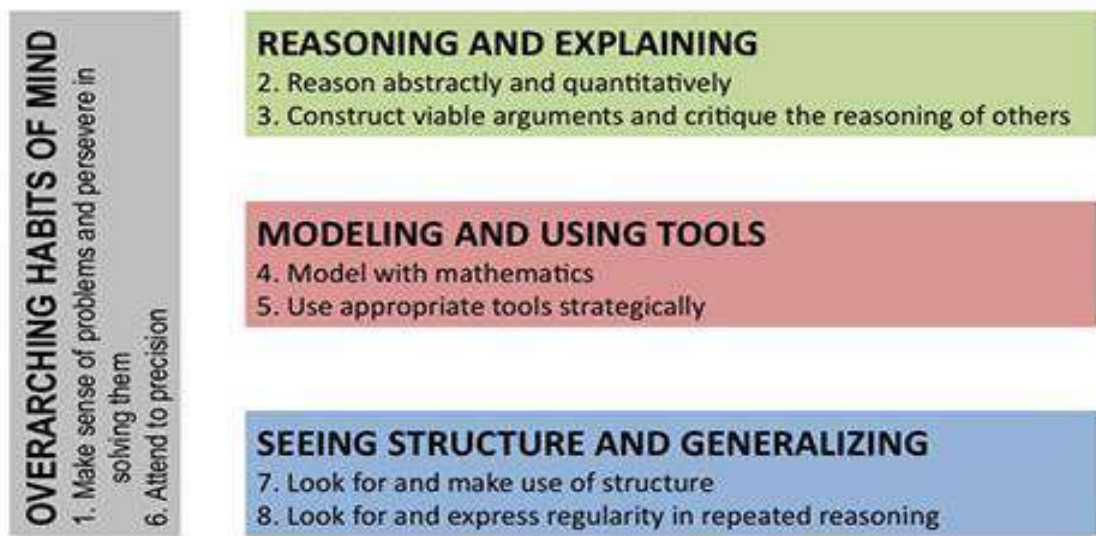 OVERARCHING HABITS OF MIND
1. Make sense of problems and persevere in
solving them
6. Attend to precision
REASONING AND EXPLAINING
2. Reason abstractly and quantitatively
3. Construct viable arguments and critique the reasoning of others
MODELING AND USING TOOLS
4. Model with mathematics
5. Use appropriate tools strategically
SEEING STRUCTURE AND GENERALIZING
7. Look for and make use of structure
8. Look for and express regularity in repeated reasoning